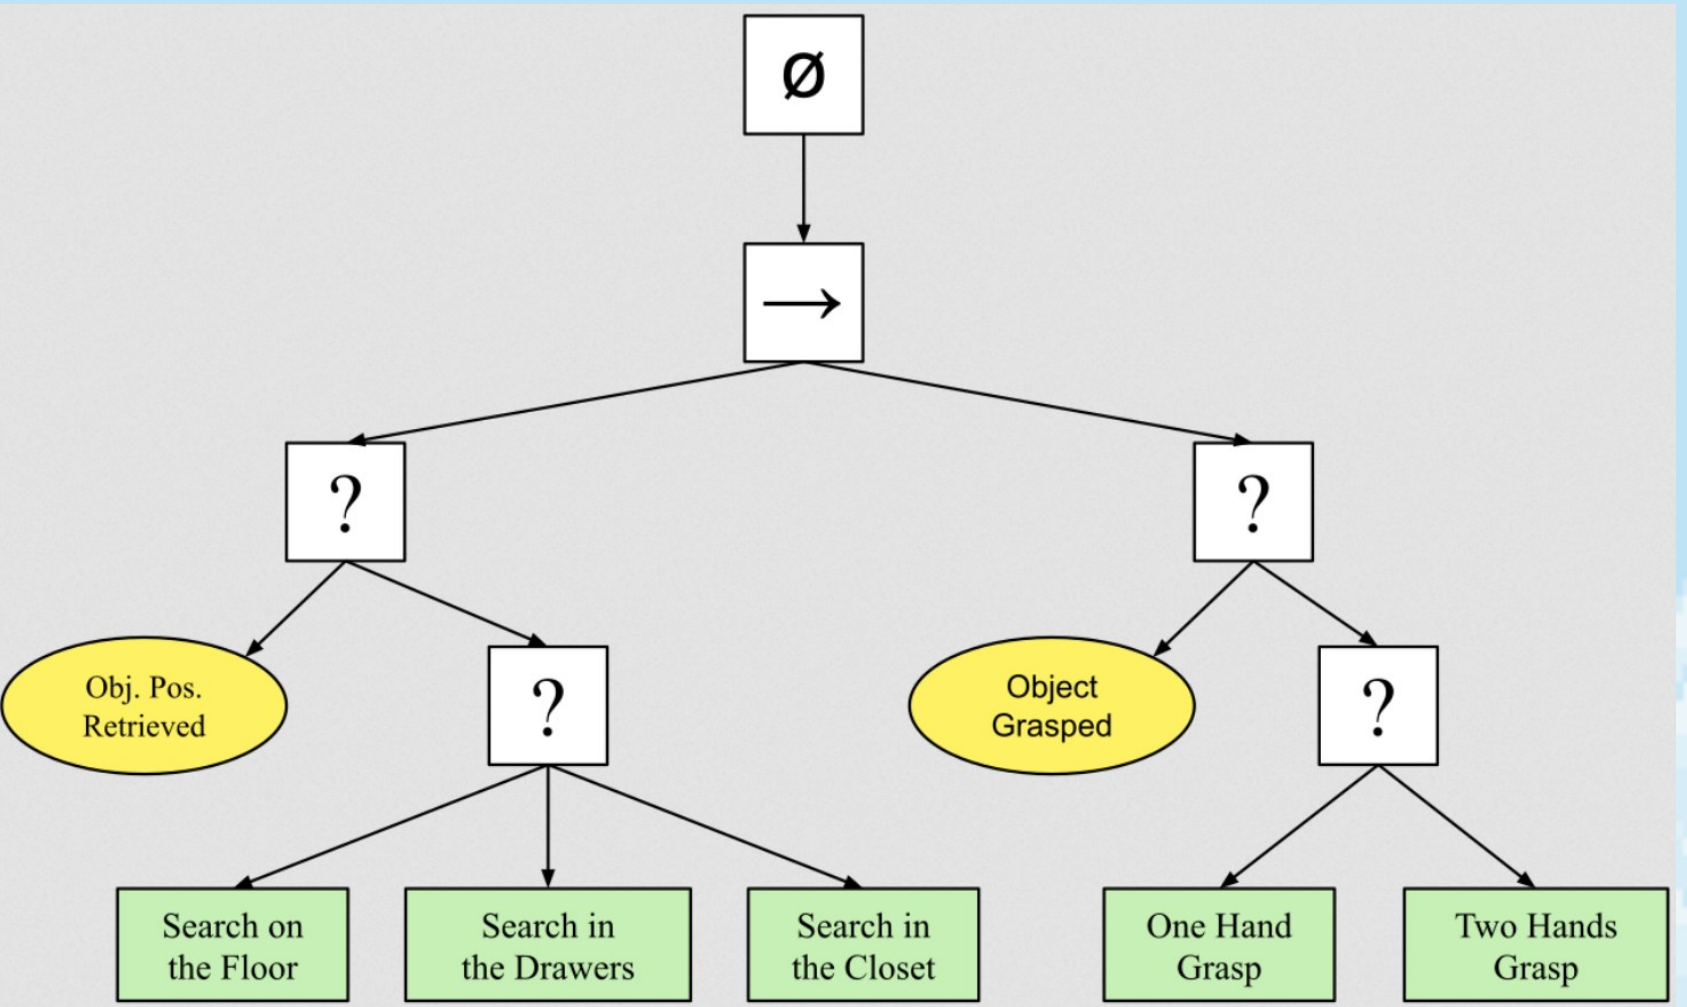 Ø
→
?
?
Obj. Pos.
Retrieved
?
Object
Grasped
?
Search on
the Floor
Search in
the Drawers
Search in
the Closet
One Hand
Grasp
Two Hands
Grasp